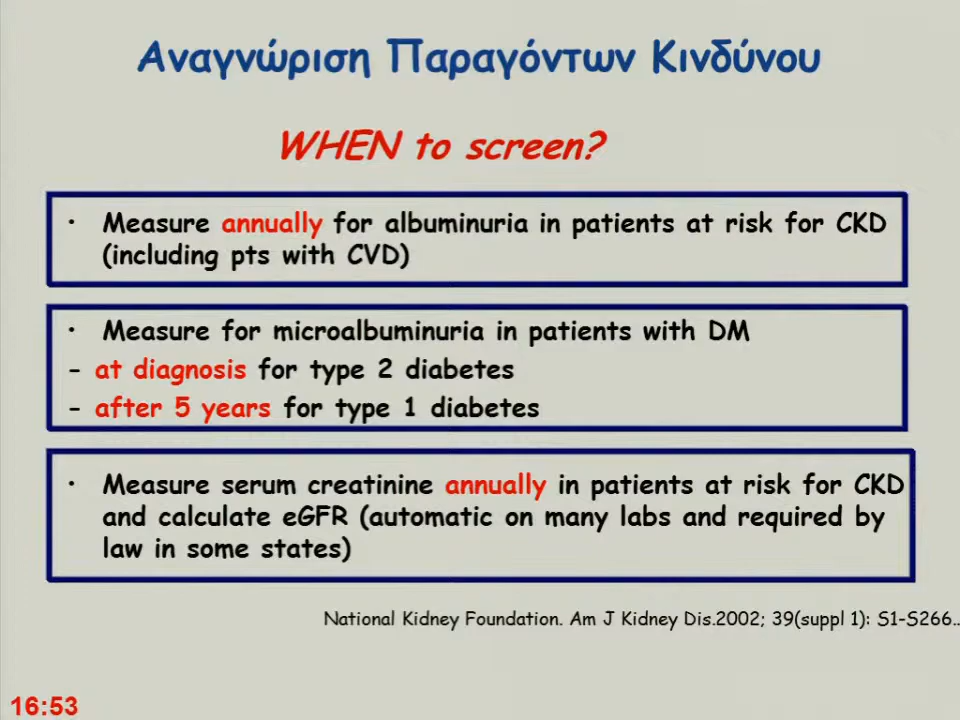 Αναγνώριση Παραγόντων Κινδύνου
WHEN to screen?
• Measure annually for albuminuria in patients at risk for CKD
(including pts with CVD)
• Measure for microalbuminuria in patients with DM
- at diagnosis for type 2 diabetes
- after 5 years for type 1 diabetes
• Measure serum creatinine annually in patients at risk for CKD
and calculate eGFR (automatic on many labs and required by
law in some states)
National Kidney Foundation. Am J Kidney Dis.2002; 39(suppl 1): S1-S266..
16:53